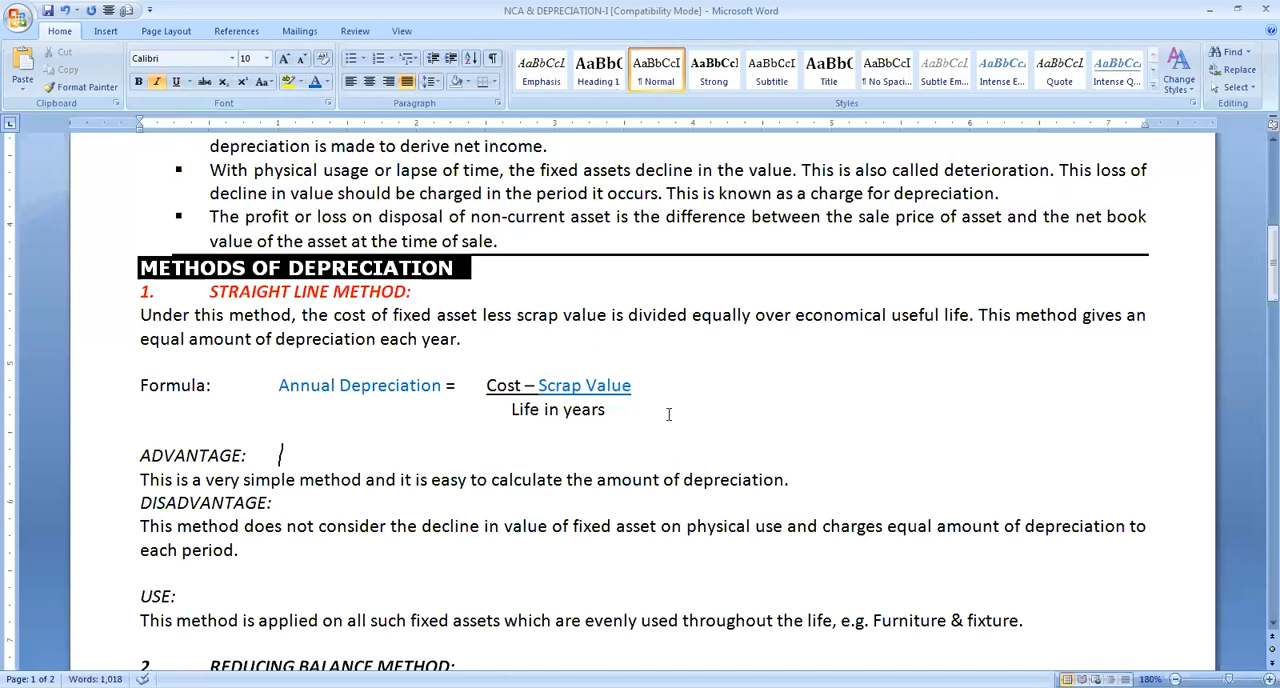 NCA & DEPRECIATION-I [Compatibility Mode] - Microsoft Word
Home Insert Page Layout References Mailings Review View
Paste
Cut
Copy
Format Painter
Clipboard
Calibri 10
Font
Paragraph
AaBbCcL AaBbC AaBbCcI AaBbCc AaBbCcI AaBbC AaBbCcI AaBbCcL AaBbCc AaBbCcI AaBbCcL
Emphasis Heading 1 ¶ Normal Strong Subtitle Title ¶ No Spaci... Subtle Em... Intense E... Quote Intense Q...
Styles
Change Styles
Find
Replace
Select
Editing
1 2 3 4 5 6 7
depreciation is made to derive net income.
▪ With physical usage or lapse of time, the fixed assets decline in the value. This is also called deterioration. This loss of
decline in value should be charged in the period it occurs. This is known as a charge for depreciation.
▪ The profit or loss on disposal of non-current asset is the difference between the sale price of asset and the net book
value of the asset at the time of sale.
METHODS OF DEPRECIATION
1. STRAIGHT LINE METHOD:
Under this method, the cost of fixed asset less scrap value is divided equally over economical useful life. This method gives an
equal amount of depreciation each year.
Formula: Annual Depreciation = Cost – Scrap Value
Life in years
ADVANTAGE:
This is a very simple method and it is easy to calculate the amount of depreciation.
DISADVANTAGE:
This method does not consider the decline in value of fixed asset on physical use and charges equal amount of depreciation to
each period.
USE:
This method is applied on all such fixed assets which are evenly used throughout the life, e.g. Furniture & fixture.
2. REDUCING BALANCE METHOD:
Page: 1 of 2 Words: 1,018 180%